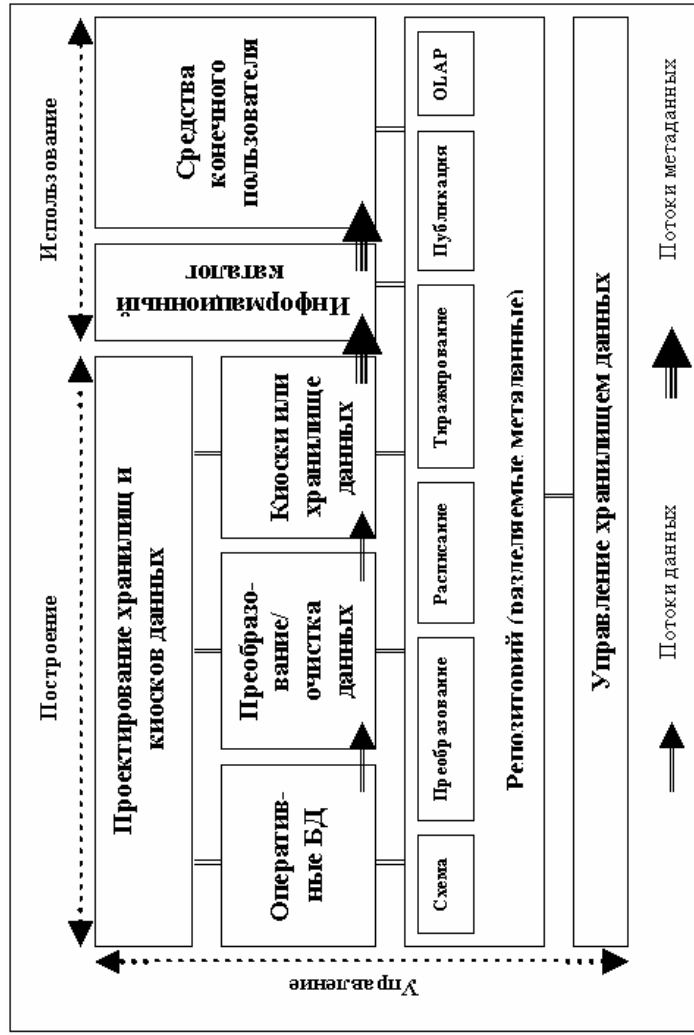 Построение
Использование
Управление
Проектирование хранилищ и
киосков данных
Информационный
каталог
Средства
конечного
пользователя
Оператив-
ные БД
Преобразо-
вание/
очистка
данных
Киоски или
хранилище
данных
Схема
Преобразование
Расписание
Тиражирование
Публикация
OLAP
Репозиторий (разделяемые метаданные)
Управление хранилищем данных
Потоки данных
Потоки метаданных